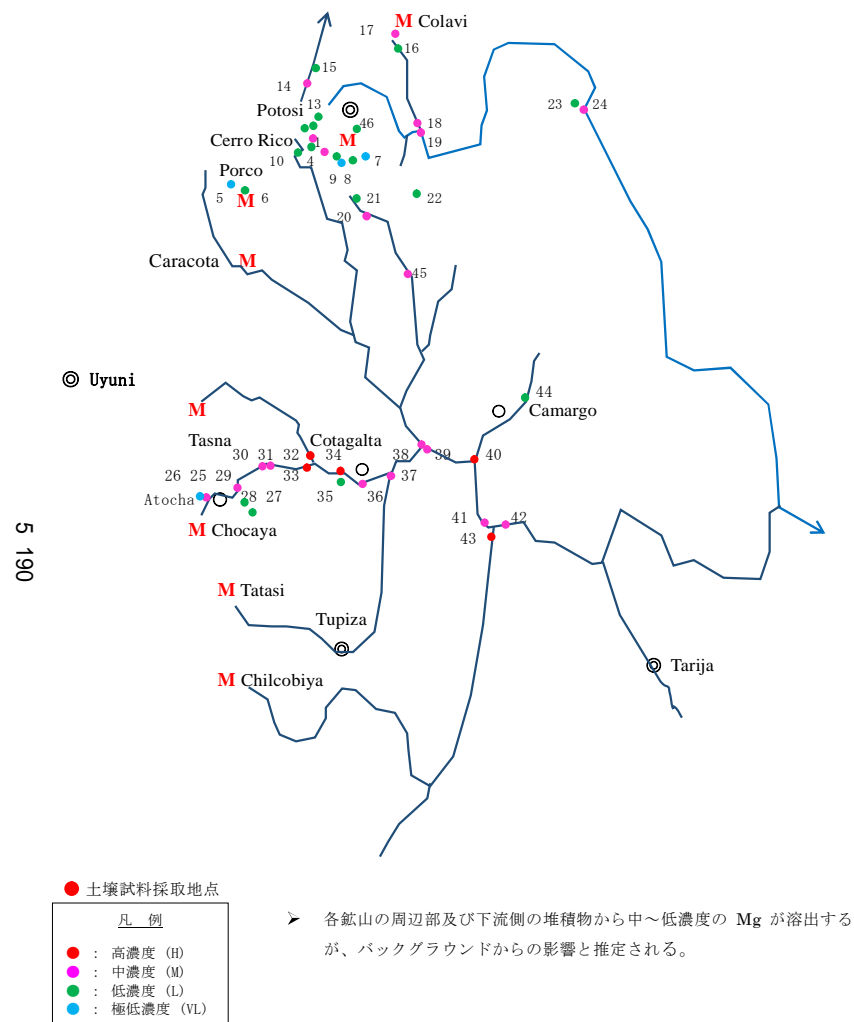 17 M Colavi
16
15
14
13
Potosi
46
18
23 24
Cerro Rico 1 M
19
10 4 7
Porco 9 8
5 M 6
21 22
20
Caracota M
45
◎ Uyuni
44
M
Camargo
Tasna Cotagalta
30 31 32 34 38 40
33 37
26 25 29
35 36
Atocha 28 27
M Chocaya
41 42
43
M Tatasi
Tupiza
Tarija
M Chilcobiya
5 190
● 土壌試料採取地点
凡 例
● : 高濃度 (H)
● : 中濃度 (M)
● : 低濃度 (L)
● : 極低濃度 (VL)
➢ 各鉱山の周辺部及び下流側の堆積物から中～低濃度の Mg が溶出する
が、バックグラウンドからの影響と推定される。